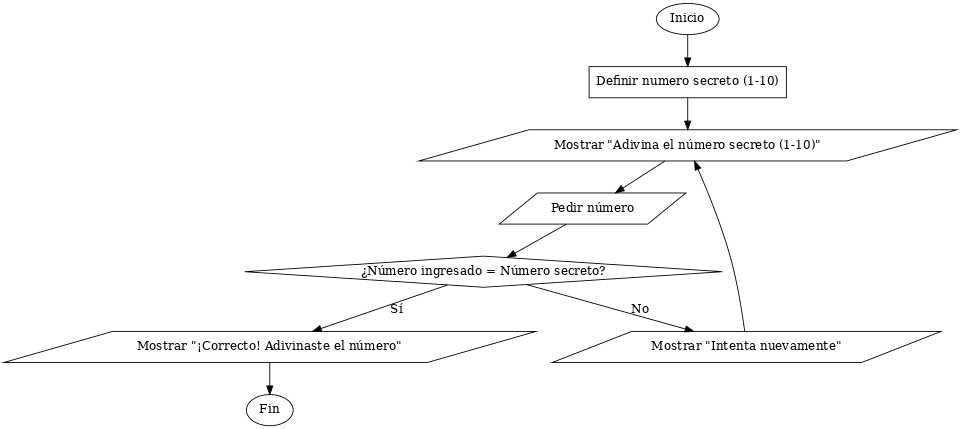 Inicio
Definir numero secreto (1-10)
Mostrar "Adivina el número secreto (1-10)"
Pedir número
¿Número ingresado = Número secreto?
Sí
No
Mostrar "¡Correcto! Adivinaste el número"
Mostrar "Intenta nuevamente"
Fin